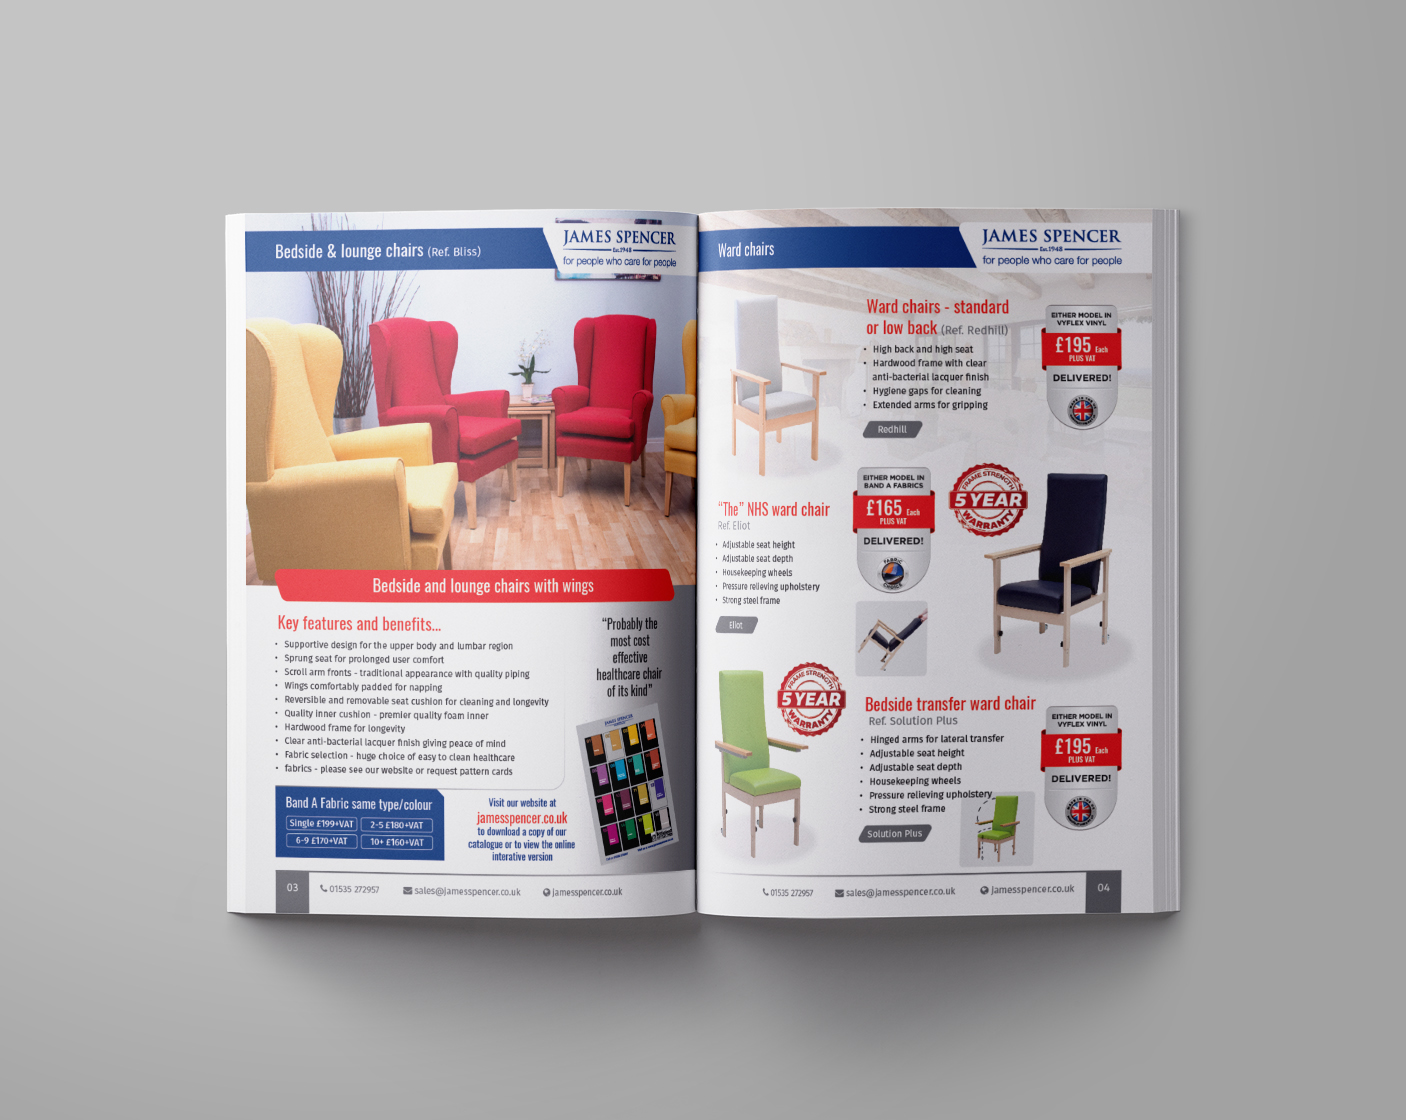 Bedside & lounge chairs (Ref. Bliss)
JAMES SPENCER
Est.1948
for people who care for people
Bedside and lounge chairs with wings
Key features and benefits...
• Supportive design for the upper body and lumbar region
• Sprung seat for prolonged user comfort
• Scroll arm fronts - traditional appearance with quality piping
• Wings comfortably padded for napping
• Reversible and removable seat cushion for cleaning and longevity
• Quality inner cushion - premier quality foam inner
• Hardwood frame for longevity
• Clear anti-bacterial lacquer finish giving peace of mind
• Fabric selection - huge choice of easy to clean healthcare
• fabrics - please see our website or request pattern cards
"Probably the
most cost
effective
healthcare chair
of its kind"
Band A Fabric same type/colour
Single £199+VAT
2-5 £180+VAT
6-9 £170+VAT
10+ £160+VAT
Visit our website at
jamesspencer.co.uk
to download a copy of our
catalogue or to view the online
interative version
JAMES SPENCER
03
01535 272957
sales@jamesspencer.co.uk
jamesspencer.co.uk
Ward chairs
JAMES SPENCER
Est.1948
for people who care for people
Ward chairs - standard
or low back (Ref. Redhill)
• High back and high seat
• Hardwood frame with clear
anti-bacterial lacquer finish
• Hygiene gaps for cleaning
• Extended arms for gripping
Redhill
EITHER MODEL IN
VYFLEX VINYL
£195 Each
PLUS VAT
DELIVERED!
"The" NHS ward chair
Ref. Eliot
• Adjustable seat height
• Adjustable seat depth
• Housekeeping wheels
• Pressure relieving upholstery
• Strong steel frame
Eliot
EITHER MODEL IN
BAND A FABRICS
£165 Each
PLUS VAT
DELIVERED!
FABRIC
CHOICE
FRAME STRENGTH
5 YEAR
WARRANTY
FRAME STRENGTH
5 YEAR
WARRANTY
Bedside transfer ward chair
Ref. Solution Plus
• Hinged arms for lateral transfer
• Adjustable seat height
• Adjustable seat depth
• Housekeeping wheels
• Pressure relieving upholstery
• Strong steel frame
Solution Plus
EITHER MODEL IN
VYFLEX VINYL
£195 Each
PLUS VAT
DELIVERED!
01535 272957
sales@jamesspencer.co.uk
jamesspencer.co.uk
04